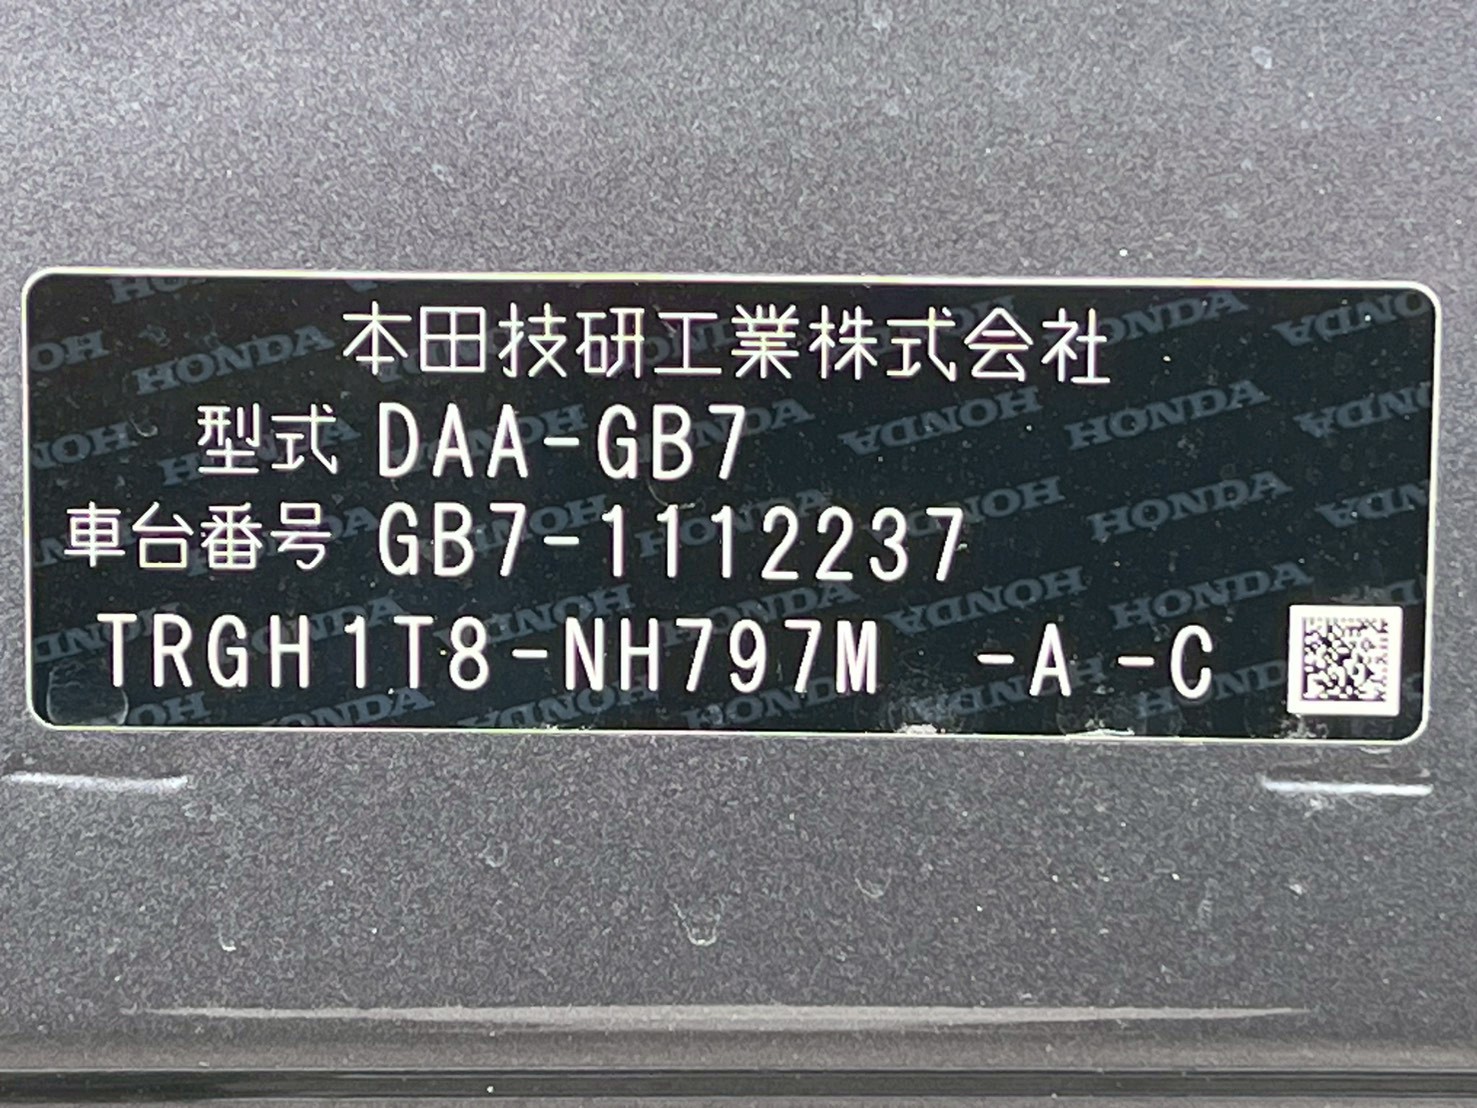 本田技研工業株式会社
型式 DAA-GB7
車台番号 GB7-1112237
TRGH1T8-NH797M -A -C